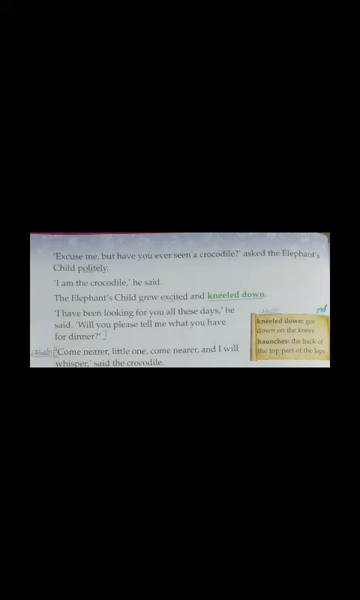 'Excuse me, but have you ever seen a crocodile?' asked the Elephant's
Child politely.
'I am the crocodile,' he said.
The Elephant's Child grew excited and kneeled down.
'I have been looking for you all these days,' he
said. 'Will you please tell me what you have
for dinner?'
'Come nearer, little one, come nearer, and I will
whisper,' said the crocodile.
kneeled down: got
down on the knees
haunches: the back of
the top part of the legs